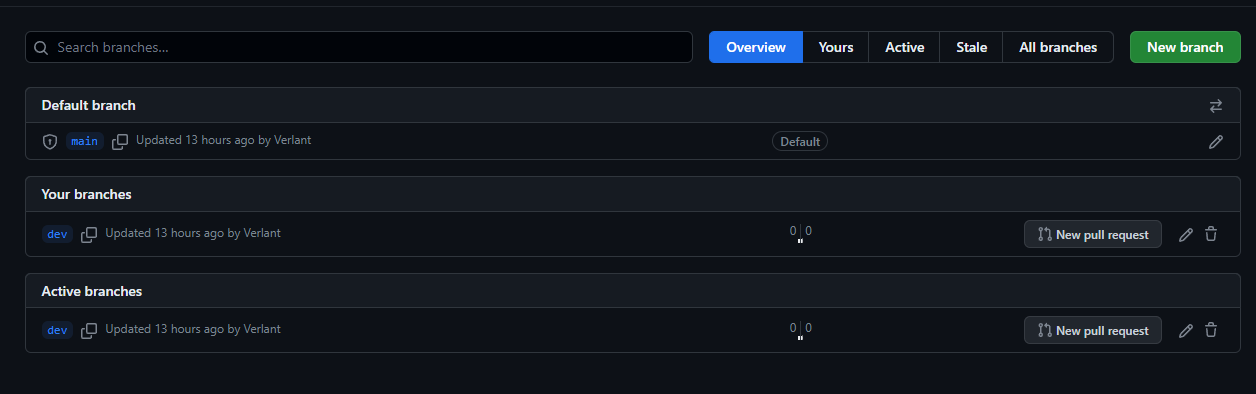 Search branches...
Overview Yours Active Stale All branches New branch
Default branch
main Updated 13 hours ago by Verlant Default
Your branches
dev Updated 13 hours ago by Verlant 0 0 New pull request
Active branches
dev Updated 13 hours ago by Verlant 0 0 New pull request